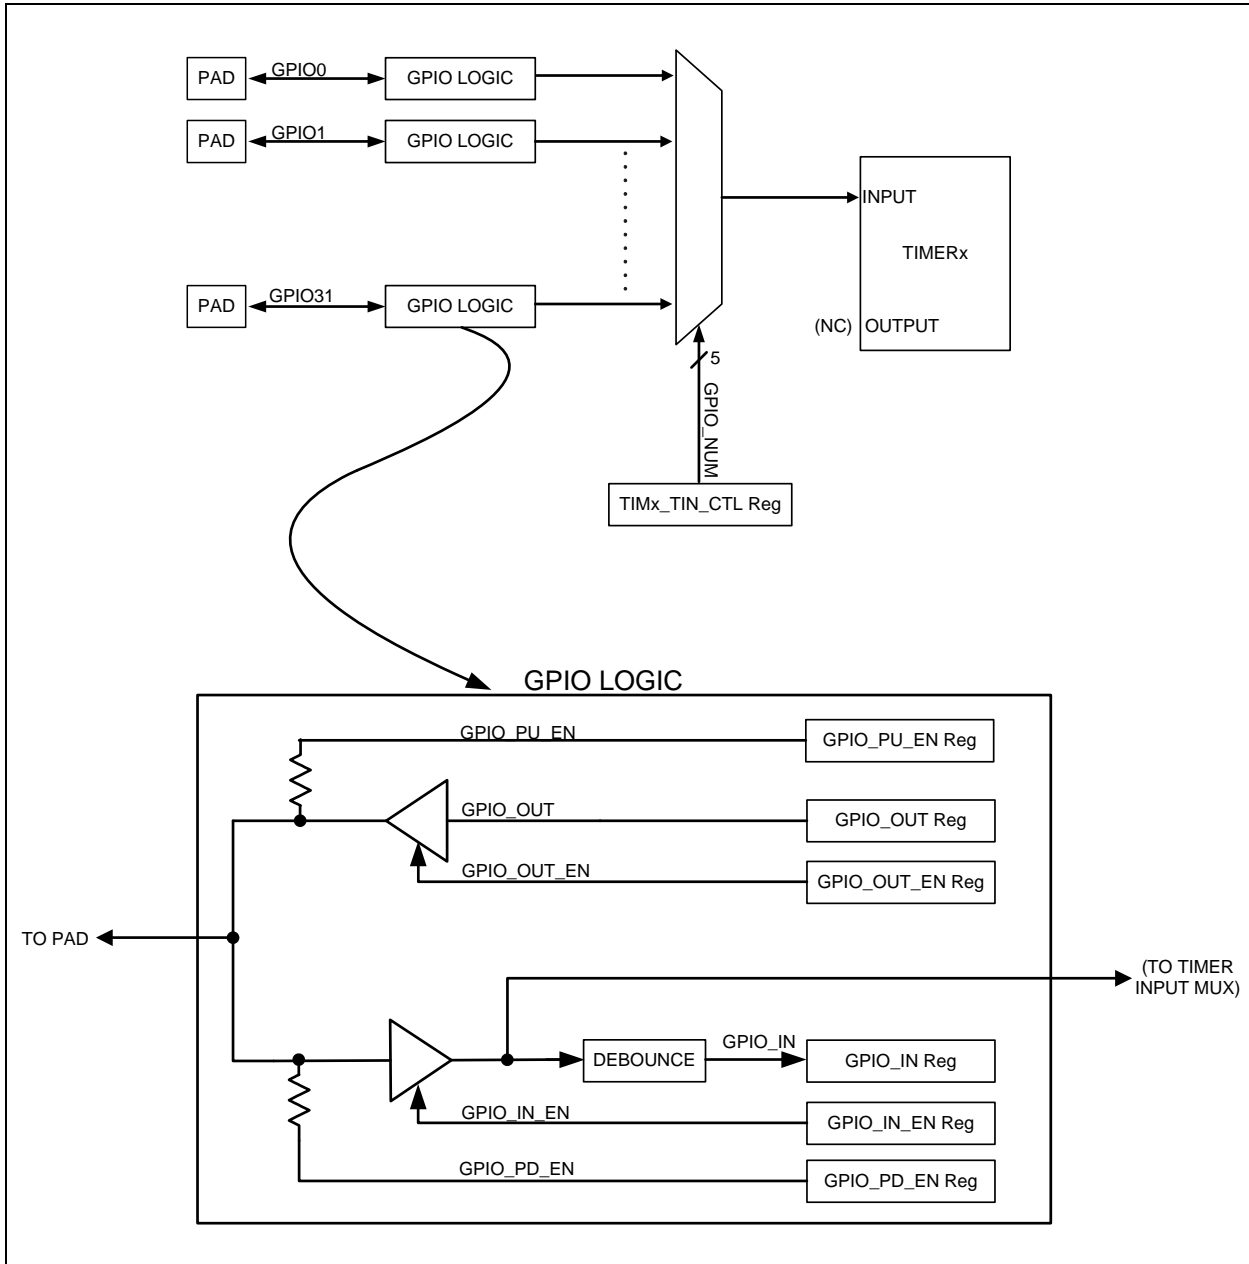 PAD
GPIO0
GPIO LOGIC
PAD
GPIO1
GPIO LOGIC
INPUT
TIMERx
PAD
GPIO31
GPIO LOGIC
(NC)
OUTPUT
5
GPIO_NUM
TIMx_TIN_CTL Reg
GPIO LOGIC
GPIO_PU_EN
GPIO_PU_EN Reg
GPIO_OUT
GPIO_OUT Reg
GPIO_OUT_EN
GPIO_OUT_EN Reg
TO PAD
(TO TIMER
INPUT MUX)
DEBOUNCE
GPIO_IN
GPIO_IN Reg
GPIO_IN_EN
GPIO_IN_EN Reg
GPIO_PD_EN
GPIO_PD_EN Reg